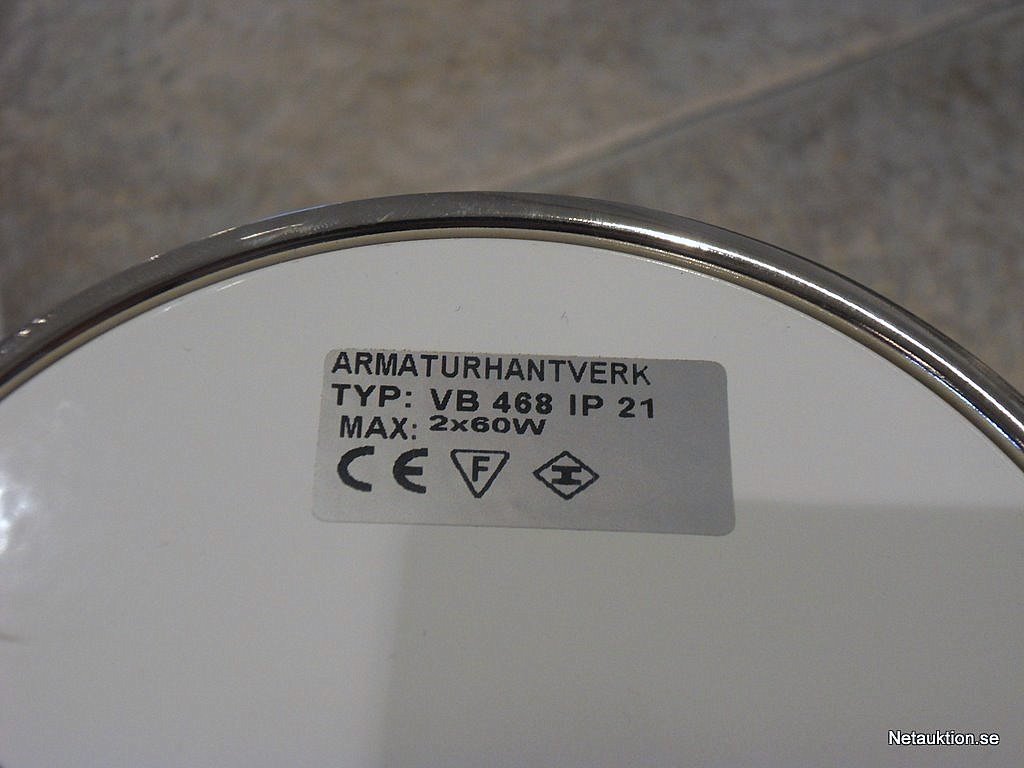 ARMATURHANTVERK
TYP: VB 468 IP 21
MAX: 2x60W
CE F
Netauktion.se